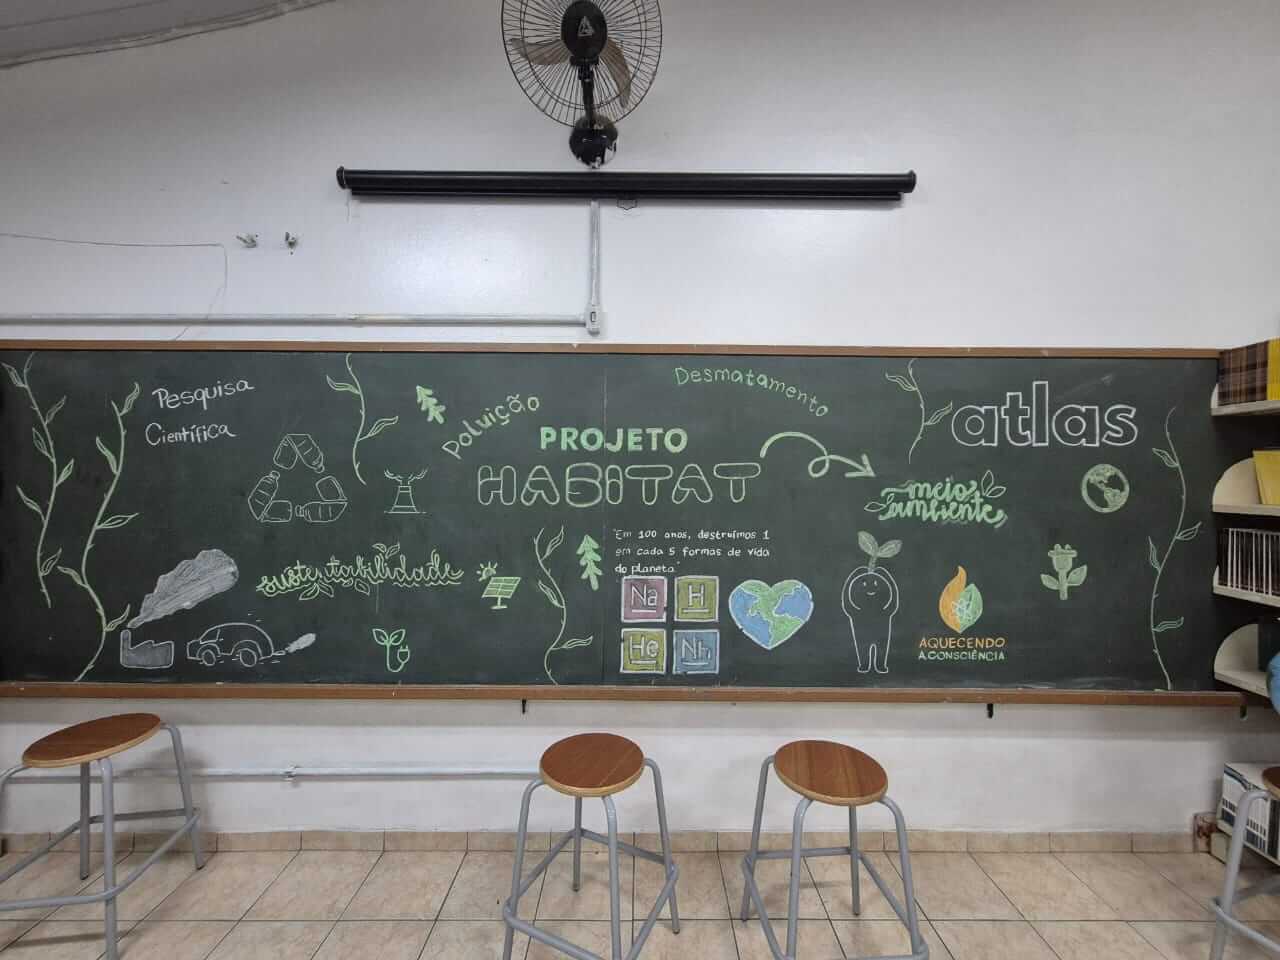 Pesquisa
Científica
Poluição
Desmatamento
PROJETO
HABITAT
atlas
meio
ambiente
sustentabilidade
"Em 100 anos, destruímos 1
em cada 5 formas de vida
do planeta"
Na
H
He
Nh
AQUECENDO
A CONSCIÊNCIA